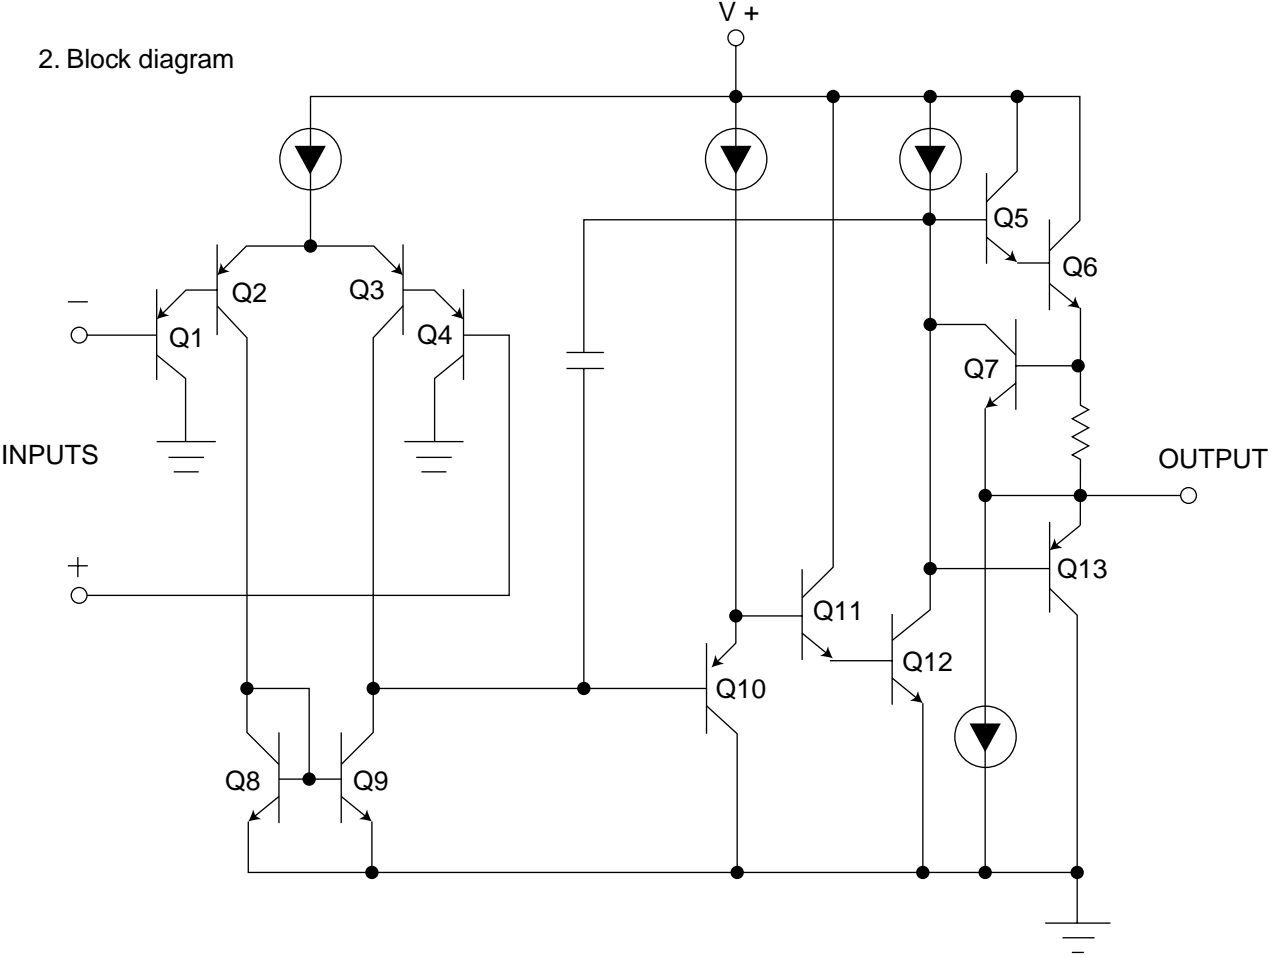 V +
2. Block diagram
Q5
Q6
Q2
Q3
−
Q1
Q4
Q7
INPUTS
OUTPUT
+
Q13
Q11
Q12
Q10
Q8
Q9